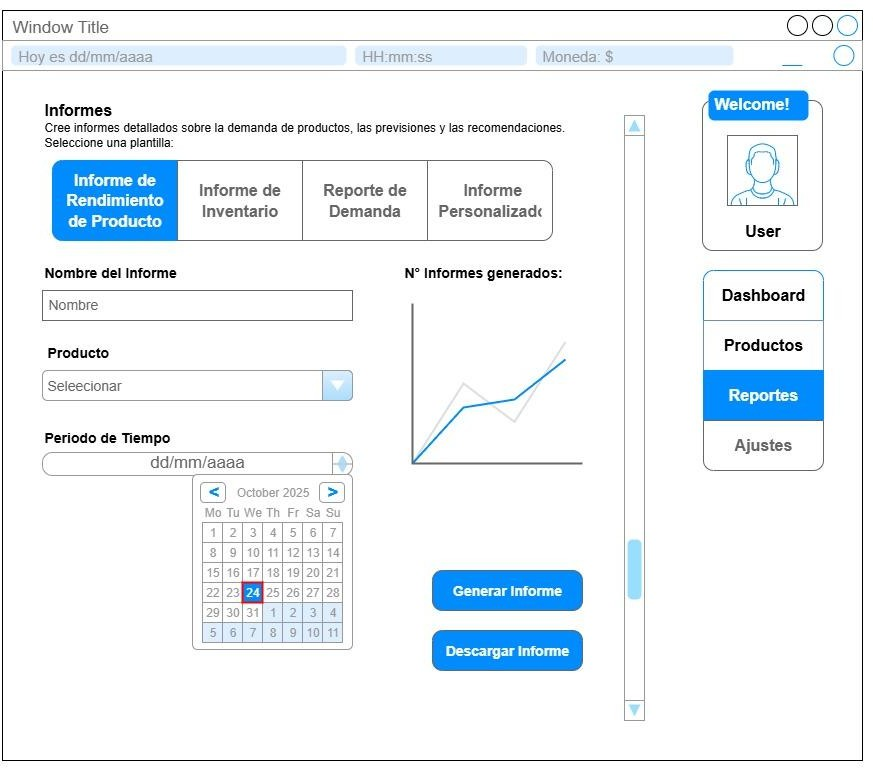 Window Title
Hoy es dd/mm/aaaa
HH:mm:ss
Moneda: $
Informes
Cree informes detallados sobre la demanda de productos, las previsiones y las recomendaciones.
Seleccione una plantilla:
Informe de
Rendimiento
de Producto
Informe de
Inventario
Reporte de
Demanda
Informe
Personalizado
Nombre del Informe
Nombre
Producto
Seleecionar
Periodo de Tiempo
dd/mm/aaaa
< October 2025 >
Mo Tu We Th Fr Sa Su
1 2 3 4 5 6 7
8 9 10 11 12 13 14
15 16 17 18 19 20 21
22 23 24 25 26 27 28
29 30 31 1 2 3 4
5 6 7 8 9 10 11
N° Informes generados:
Generar Informe
Descargar Informe
Welcome!
User
Dashboard
Productos
Reportes
Ajustes